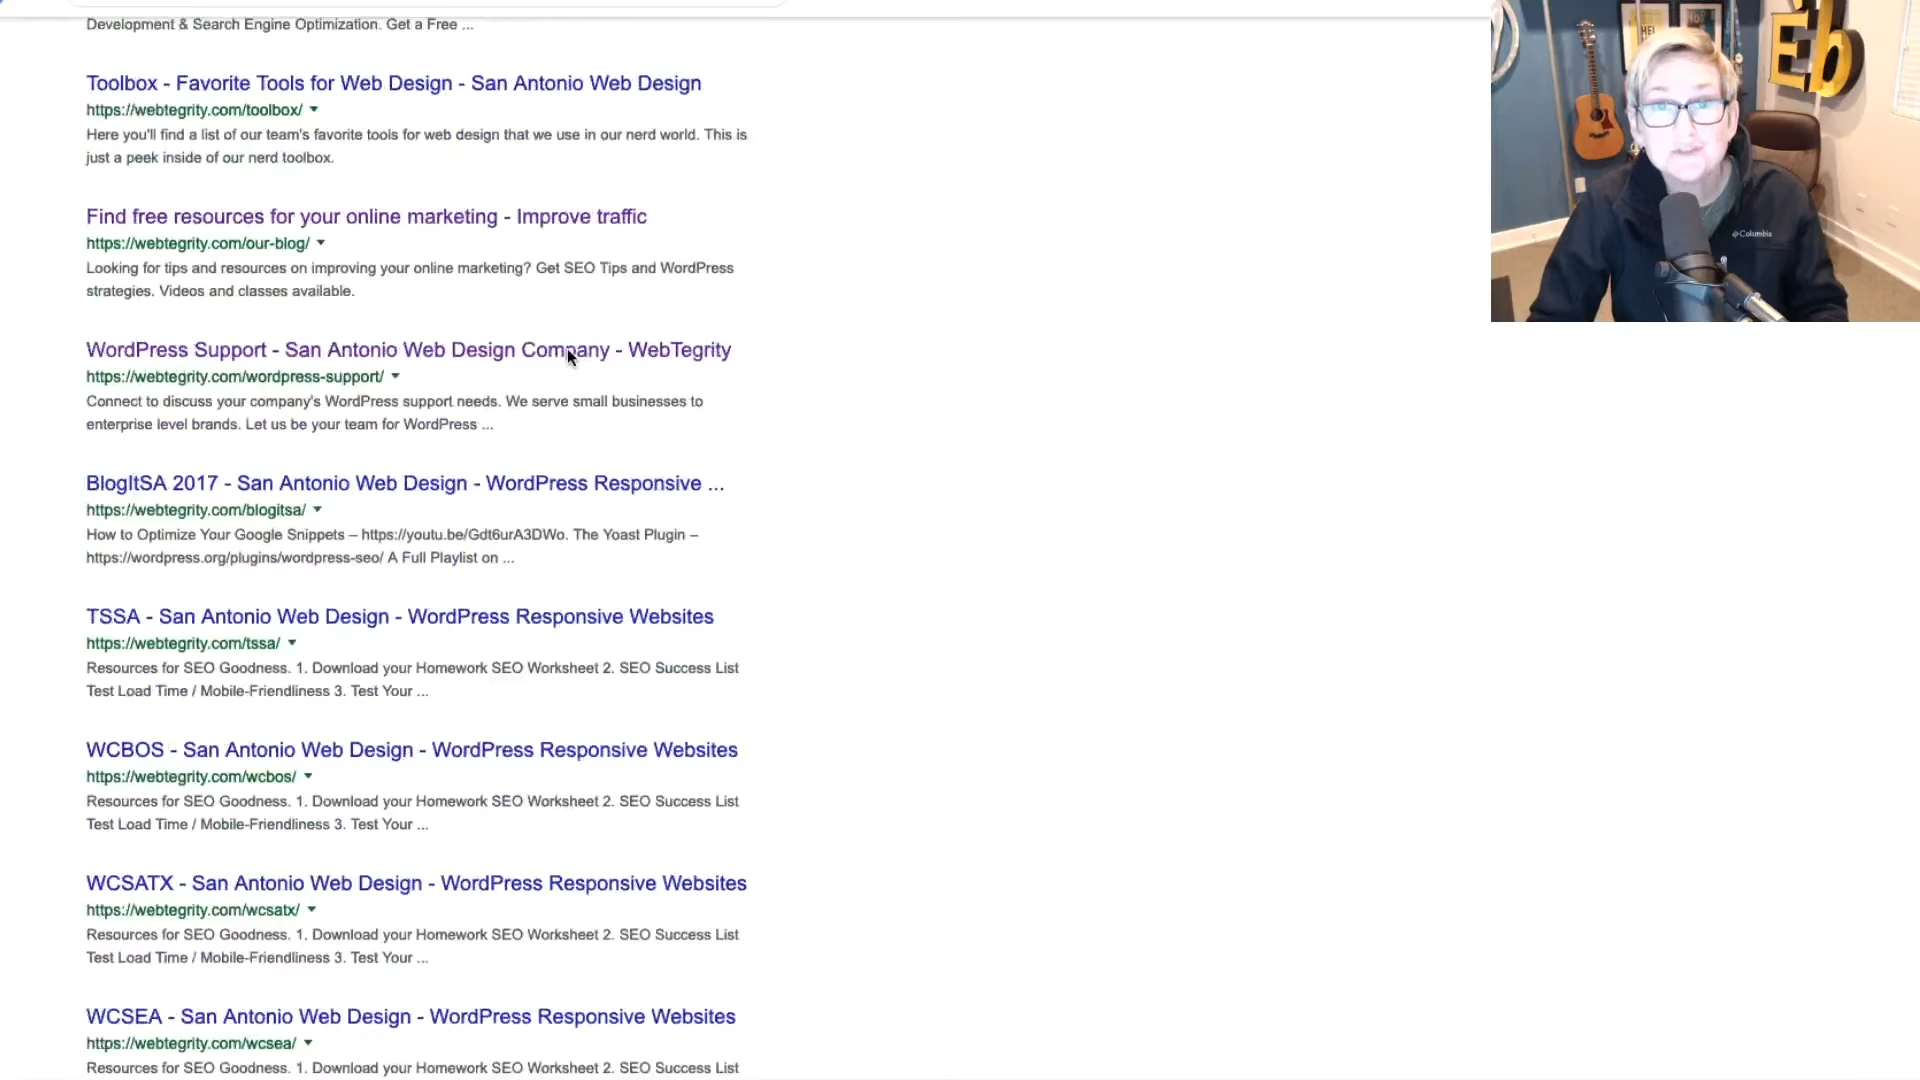 Development & Search Engine Optimization. Get a Free ...
Toolbox - Favorite Tools for Web Design - San Antonio Web Design
https://webtegrity.com/toolbox/
Here you'll find a list of our team's favorite tools for web design that we use in our nerd world. This is
just a peek inside of our nerd toolbox.
Find free resources for your online marketing - Improve traffic
https://webtegrity.com/our-blog/
Looking for tips and resources on improving your online marketing? Get SEO Tips and WordPress
strategies. Videos and classes available.
WordPress Support - San Antonio Web Design Company - WebTegrity
https://webtegrity.com/wordpress-support/
Connect to discuss your company's WordPress support needs. We serve small businesses to
enterprise level brands. Let us be your team for WordPress ...
BlogItSA 2017 - San Antonio Web Design - WordPress Responsive ...
https://webtegrity.com/blogitsa/
How to Optimize Your Google Snippets – https://youtu.be/Gdt6urA3DWo. The Yoast Plugin –
https://wordpress.org/plugins/wordpress-seo/ A Full Playlist on ...
TSSA - San Antonio Web Design - WordPress Responsive Websites
https://webtegrity.com/tssa/
Resources for SEO Goodness. 1. Download your Homework SEO Worksheet 2. SEO Success List
Test Load Time / Mobile-Friendliness 3. Test Your ...
WCBOS - San Antonio Web Design - WordPress Responsive Websites
https://webtegrity.com/wcbos/
Resources for SEO Goodness. 1. Download your Homework SEO Worksheet 2. SEO Success List
Test Load Time / Mobile-Friendliness 3. Test Your ...
WCSATX - San Antonio Web Design - WordPress Responsive Websites
https://webtegrity.com/wcsatx/
Resources for SEO Goodness. 1. Download your Homework SEO Worksheet 2. SEO Success List
Test Load Time / Mobile-Friendliness 3. Test Your ...
WCSEA - San Antonio Web Design - WordPress Responsive Websites
https://webtegrity.com/wcsea/
Resources for SEO Goodness. 1. Download your Homework SEO Worksheet 2. SEO Success List
Eb
Columbia